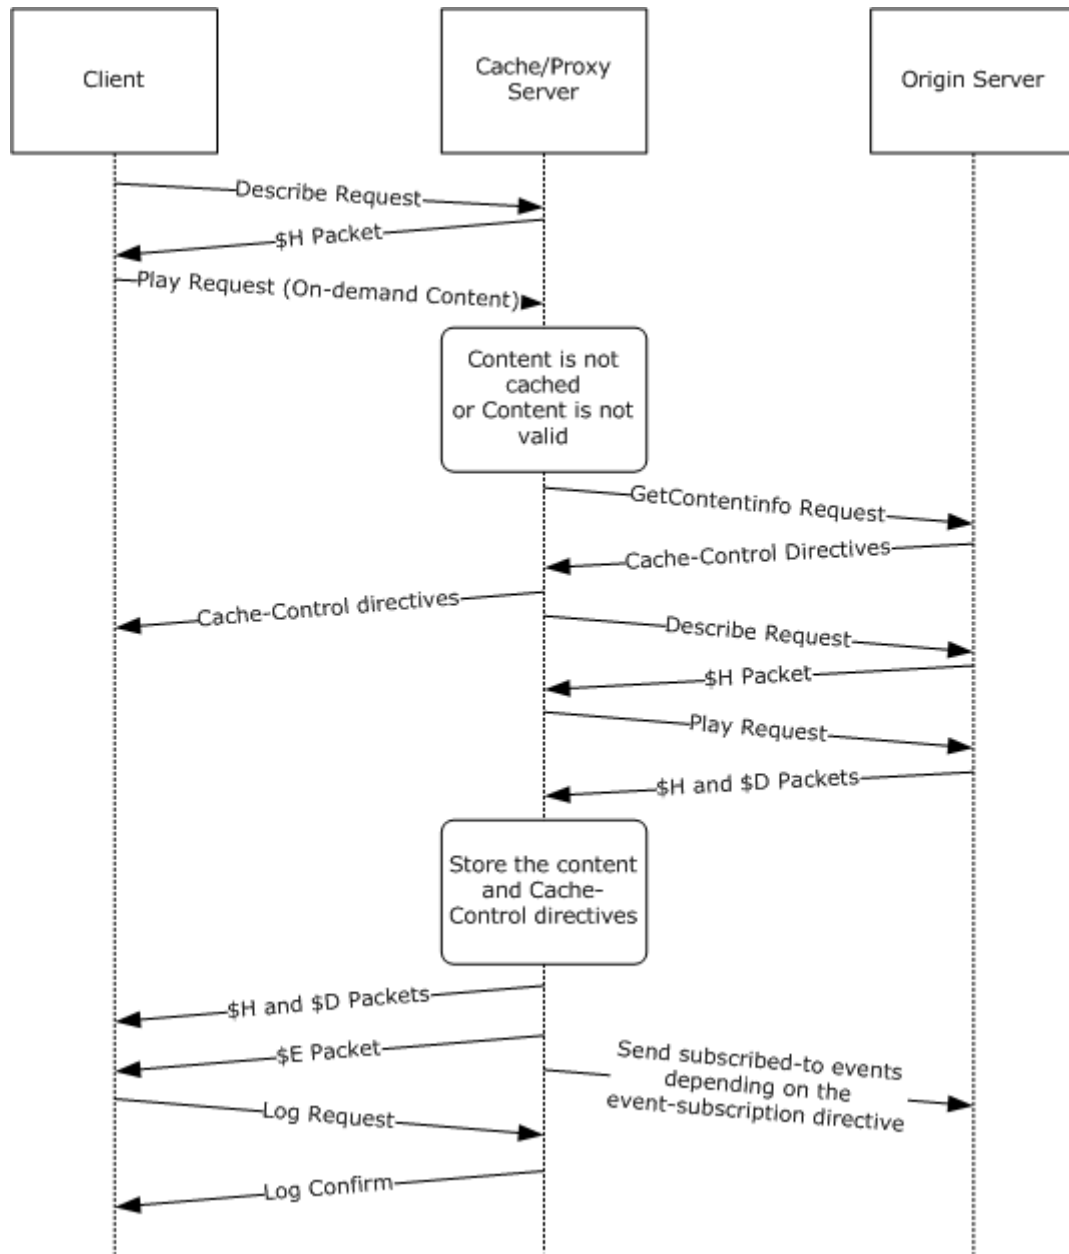 Client
Cache/Proxy
Server
Origin Server
Describe Request
$H Packet
Play Request (On-demand Content)
Content is not
cached
or Content is not
valid
GetContentinfo Request
Cache-Control Directives
Cache-Control directives
Describe Request
$H Packet
Play Request
$H and $D Packets
Store the content
and Cache-
Control directives
$H and $D Packets
$E Packet
Send subscribed-to events
depending on the
event-subscription directive
Log Request
Log Confirm